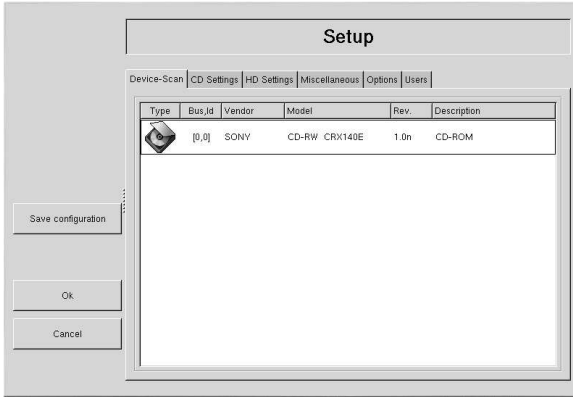 Setup
Device-Scan CD Settings HD Settings Miscellaneous Options Users
Type Bus,Id Vendor Model Rev. Description
[0,0] SONY CD-RW CRX140E 1.0n CD-ROM
Save configuration
Ok
Cancel